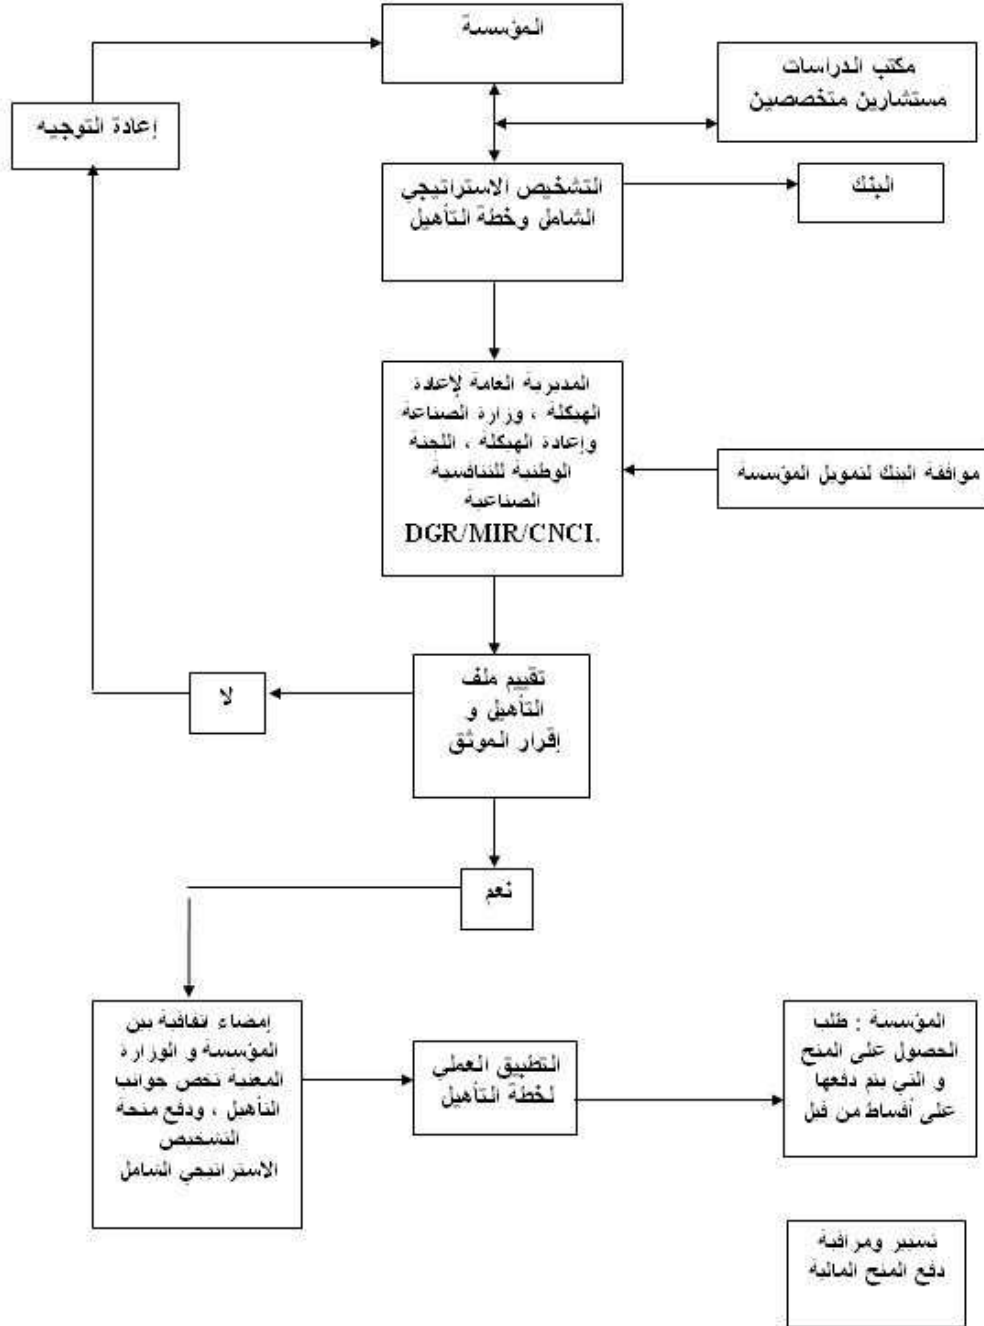 المؤسسة
مكتب الدراسات
مستشارين متخصصين
إعادة التوجيه
التشخيص الاستراتيجي
الشامل وخطة التأهيل
البنك
المديرية العامة لإعادة
الهيكلة ، وزارة الصناعة
وإعادة الهيكلة ، اللجنة
الوطنية للتنافسية
الصناعية
DGR/MIR/CNCI.
موافقة البنك لتمويل المؤسسة
تقييم ملف
التأهيل و
إقرار الموثق
لا
نعم
إمضاء اتفاقية بين
المؤسسة و الوزارة
المعنية تخص جوانب
التأهيل ، ودفع منحة
التشخيص
الاستراتيجي الشامل
التطبيق العملي
لخطة التأهيل
المؤسسة : طلب
الحصول على المنح
و التي يتم دفعها
على أقساط من قبل
تسيير ومراقبة
دفع المنح المالية